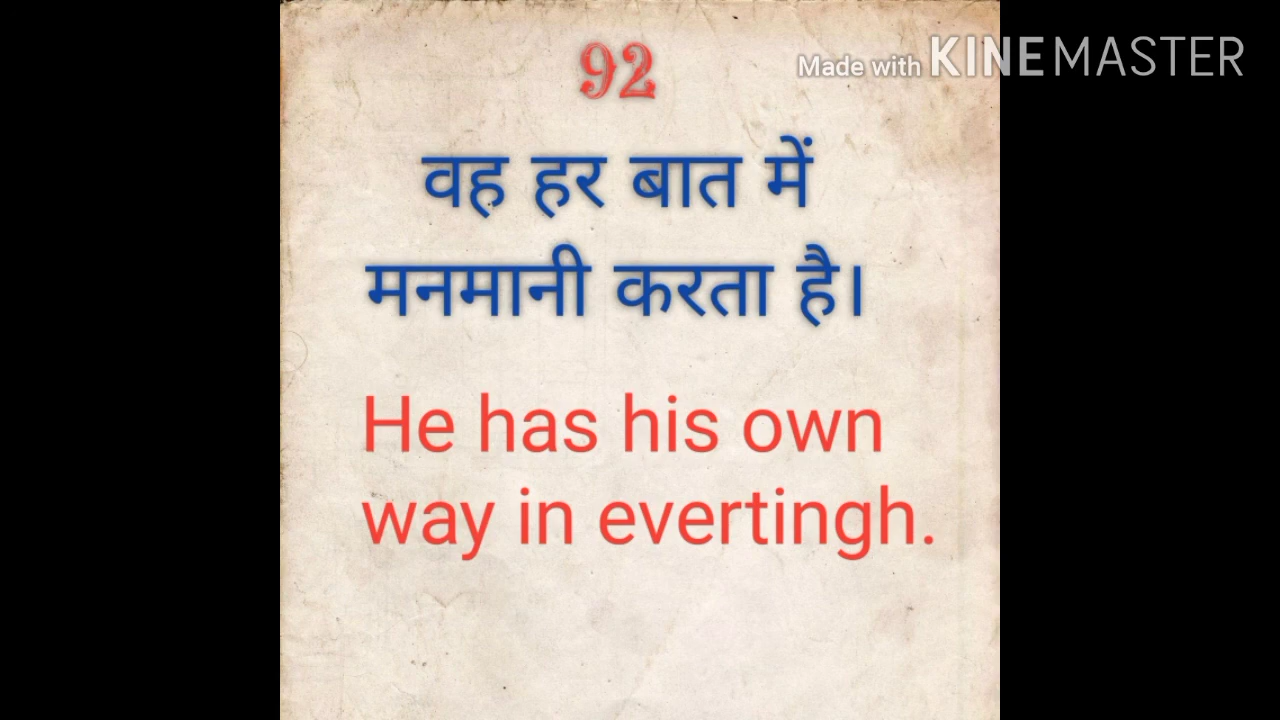 92
Made with KINEMASTER
वह हर बात में
मनमानी करता है।
He has his own
way in evertingh.